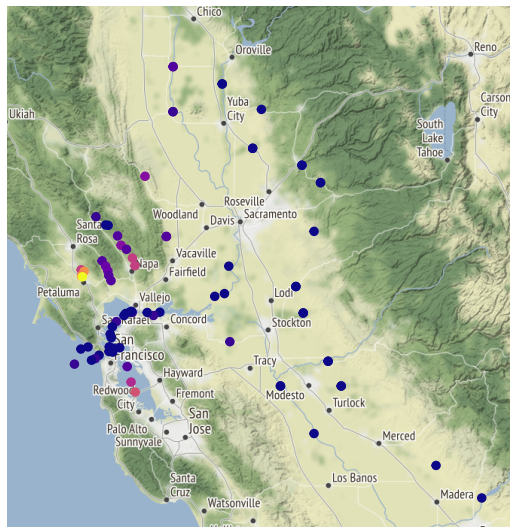 Chico
Oroville
Reno
Yuba
City
Carson
City
Ukiah
South
Lake
Tahoe
Roseville
Woodland
Sacramento
Davis
Santa
Rosa
Vacaville
Napa
Fairfield
Petaluma
Vallejo
Lodi
San Rafael
Concord
Stockton
San
Francisco
Tracy
Hayward
Redwood
City
Fremont
Modesto
Turlock
San
Jose
Palo Alto
Sunnyvale
Merced
Santa
Cruz
Los Banos
Watsonville
Madera